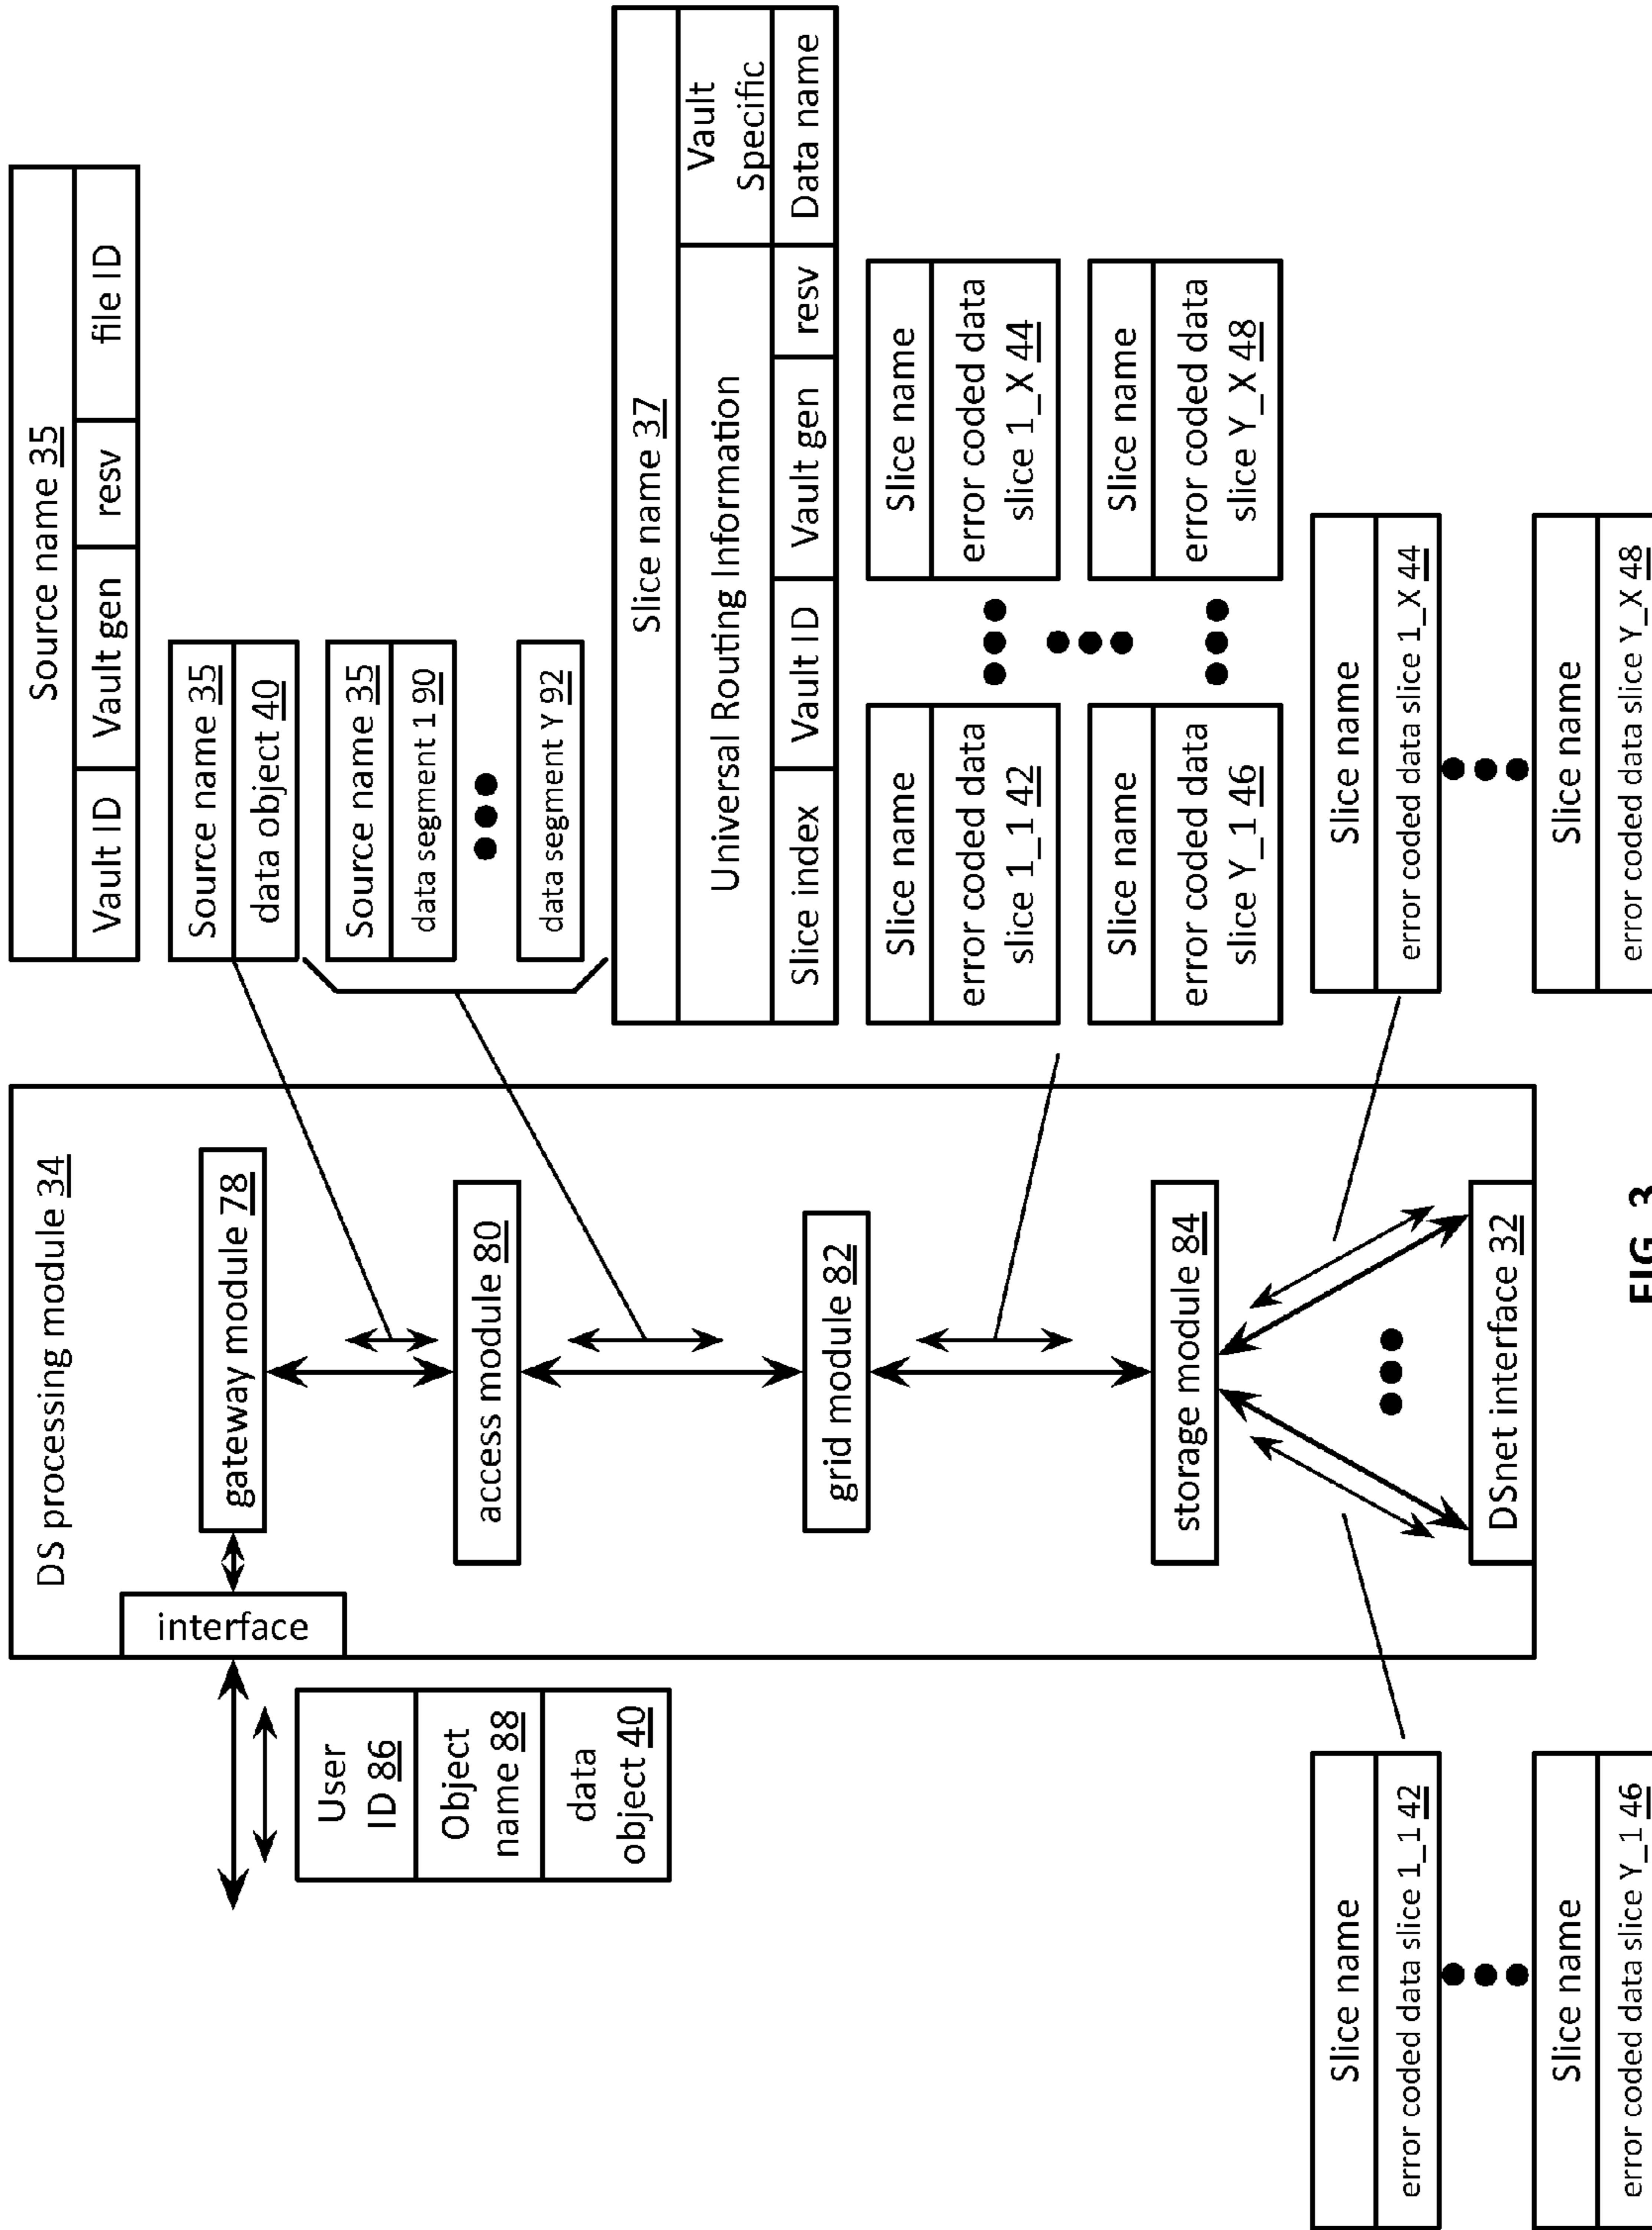 DS processing module 34
interface
gateway module 78
access module 80
grid module 82
storage module 84
DSnet interface 32
User
ID 86
Object
name 88
data
object 40
Source name 35
Vault ID
Vault gen
resv
file ID
Source name 35
data object 40
Source name 35
data segment 1 90
data segment Y 92
Slice name 37
Universal Routing Information
Vault
Specific
Slice index
Vault ID
Vault gen
resv
Data name
Slice name
error coded data
slice 1_1 42
Slice name
error coded data
slice 1_X 44
Slice name
error coded data
slice Y_1 46
Slice name
error coded data
slice Y_X 48
Slice name
error coded data slice 1_1 42
Slice name
error coded data slice Y_1 46
Slice name
error coded data slice 1_X 44
Slice name
error coded data slice Y_X 48
FIG. 3